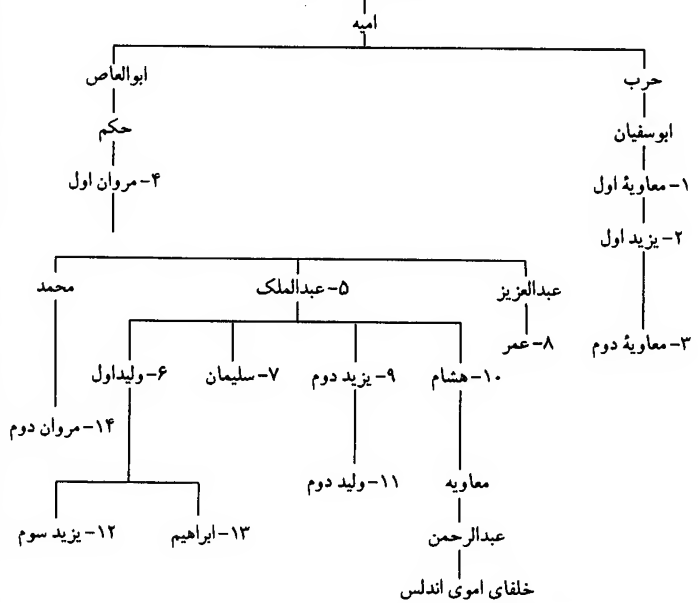 امیه
حرب
ابوالعاص
ابوسفیان
حکم
۱- معاویهٔ اول
۴- مروان اول
۲- یزید اول
عبدالعزیز
۵- عبدالملک
محمد
۳- معاویهٔ دوم
۸- عمر
۱۰- هشام
۹- یزید دوم
۷- سلیمان
۶- ولیداول
۱۴- مروان دوم
معاویه
۱۱- ولید دوم
۱۳- ابراهیم
۱۲- یزید سوم
عبدالرحمن
خلفای اموی اندلس